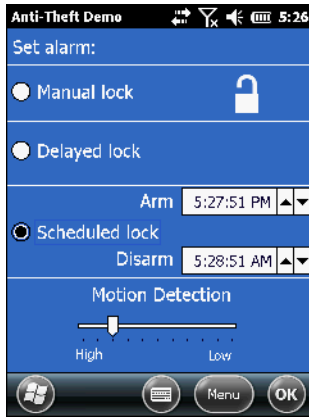 Anti-Theft Demo 5:26
Set alarm:
Manual lock
Delayed lock
Arm 5:27:51 PM
Scheduled lock
Disarm 5:28:51 AM
Motion Detection
High Low
Menu OK